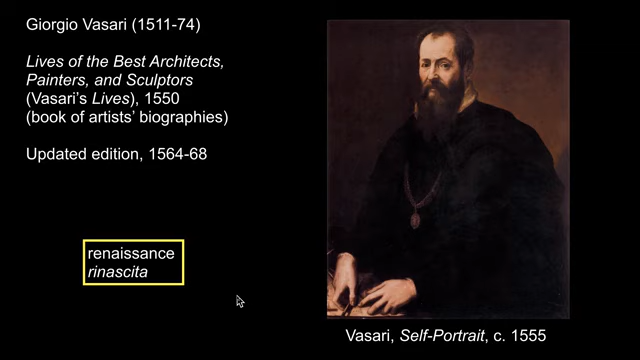 Giorgio Vasari (1511-74)
Lives of the Best Architects,
Painters, and Sculptors
(Vasari's Lives), 1550
(book of artists' biographies)
Updated edition, 1564-68
renaissance
rinascita
Vasari, Self-Portrait, c. 1555